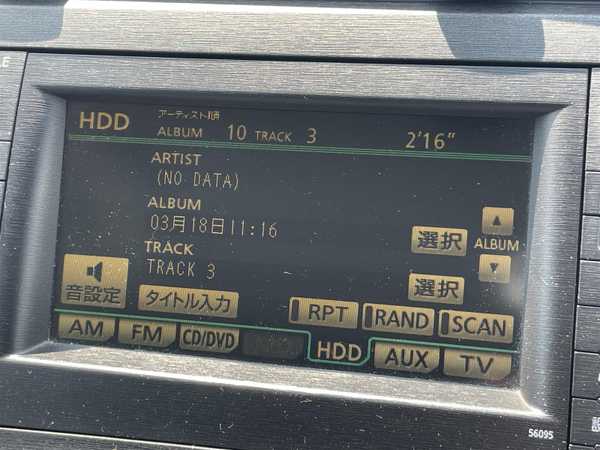 LE
HDD アーティスト順
ALBUM 10 TRACK 3 2'16"
ARTIST
(NO DATA)
ALBUM
03月18日11:16
選択
ALBUM
TRACK
TRACK 3
選択
音設定
タイトル入力
RPT
RAND
SCAN
AM
FM
CD/DVD
HDD
AUX
TV
56095